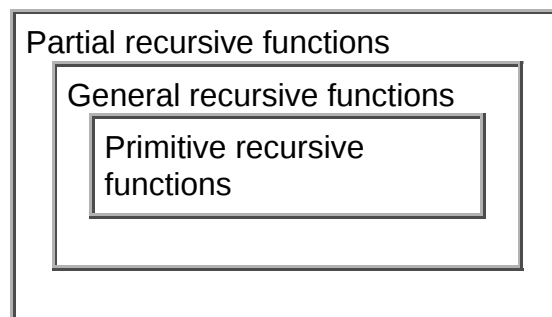 Partial recursive functions
General recursive functions
Primitive recursive
functions